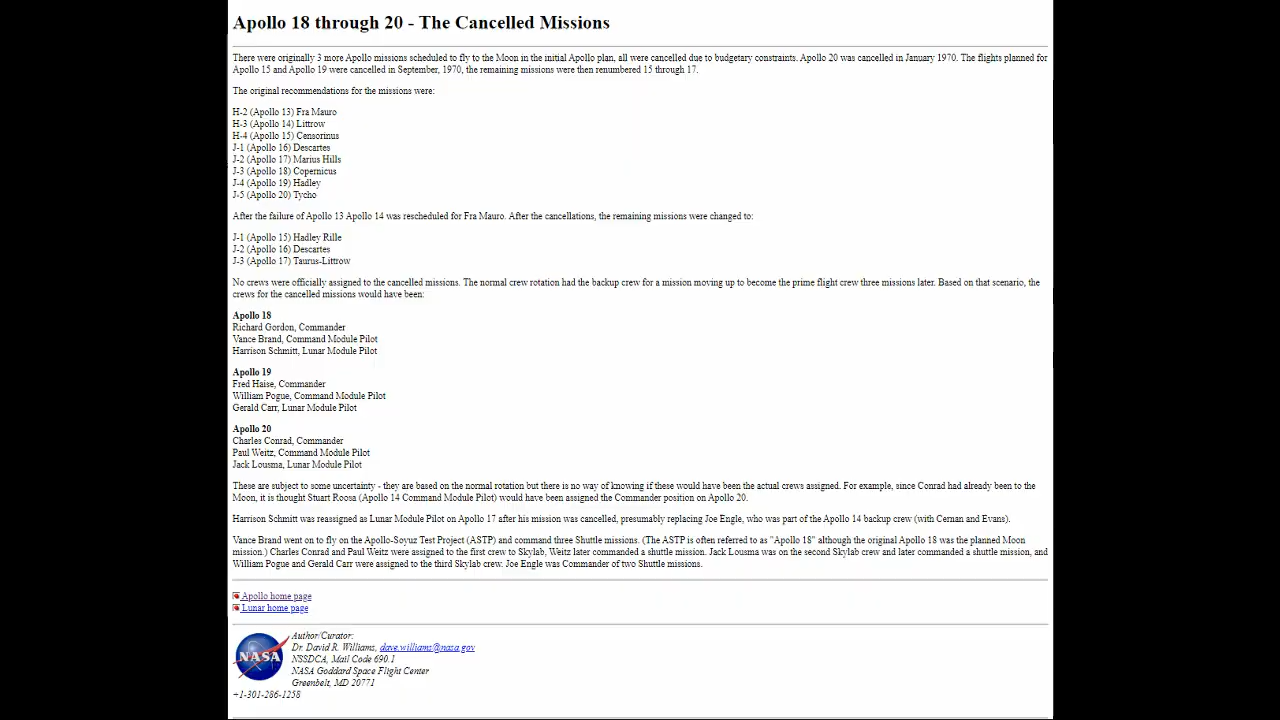 Apollo 18 through 20 - The Cancelled Missions
There were originally 3 more Apollo missions scheduled to fly to the Moon in the initial Apollo plan, all were cancelled due to budgetary constraints. Apollo 20 was cancelled in January 1970. The flights planned for
Apollo 15 and Apollo 19 were cancelled in September, 1970, the remaining missions were then renumbered 15 through 17.
The original recommendations for the missions were:
H-2 (Apollo 13) Fra Mauro
H-3 (Apollo 14) Littrow
H-4 (Apollo 15) Censorinus
J-1 (Apollo 16) Descartes
J-2 (Apollo 17) Marius Hills
J-3 (Apollo 18) Copernicus
J-4 (Apollo 19) Hadley
J-5 (Apollo 20) Tycho
After the failure of Apollo 13 Apollo 14 was rescheduled for Fra Mauro. After the cancellations, the remaining missions were changed to:
J-1 (Apollo 15) Hadley Rille
J-2 (Apollo 16) Descartes
J-3 (Apollo 17) Taurus-Littrow
No crews were officially assigned to the cancelled missions. The normal crew rotation had the backup crew for a mission moving up to become the prime flight crew three missions later. Based on that scenario, the
crews for the cancelled missions would have been:
Apollo 18
Richard Gordon, Commander
Vance Brand, Command Module Pilot
Harrison Schmitt, Lunar Module Pilot
Apollo 19
Fred Haise, Commander
William Pogue, Command Module Pilot
Gerald Carr, Lunar Module Pilot
Apollo 20
Charles Conrad, Commander
Paul Weitz, Command Module Pilot
Jack Lousma, Lunar Module Pilot
These are subject to some uncertainty - they are based on the normal rotation but there is no way of knowing if these would have been the actual crews assigned. For example, since Conrad had already been to the
Moon, it is thought Stuart Roosa (Apollo 14 Command Module Pilot) would have been assigned the Commander position on Apollo 20.
Harrison Schmitt was reassigned as Lunar Module Pilot on Apollo 17 after his mission was cancelled, presumably replacing Joe Engle, who was part of the Apollo 14 backup crew (with Cernan and Evans).
Vance Brand went on to fly on the Apollo-Soyuz Test Project (ASTP) and command three Shuttle missions. (The ASTP is often referred to as "Apollo 18" although the original Apollo 18 was the planned Moon
mission.) Charles Conrad and Paul Weitz were assigned to the first crew to Skylab, Weitz later commanded a shuttle mission. Jack Lousma was on the second Skylab crew and later commanded a shuttle mission, and
William Pogue and Gerald Carr were assigned to the third Skylab crew. Joe Engle was Commander of two Shuttle missions.
Apollo home page
Lunar home page
NASA
Author/Curator:
Dr. David R. Williams, dave.williams@nasa.gov
NSSDCA, Mail Code 690.1
NASA Goddard Space Flight Center
Greenbelt, MD 20771
+1-301-286-1258